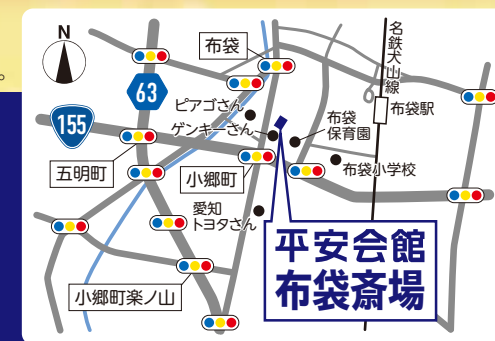 。
N
155
63
布袋
ピアゴさん
ゲンキーさん
布袋
保育園
名鉄犬山線
布袋駅
五明町
小郷町
布袋小学校
愛知
トヨタさん
小郷町楽ノ山
平安会館
布袋斎場